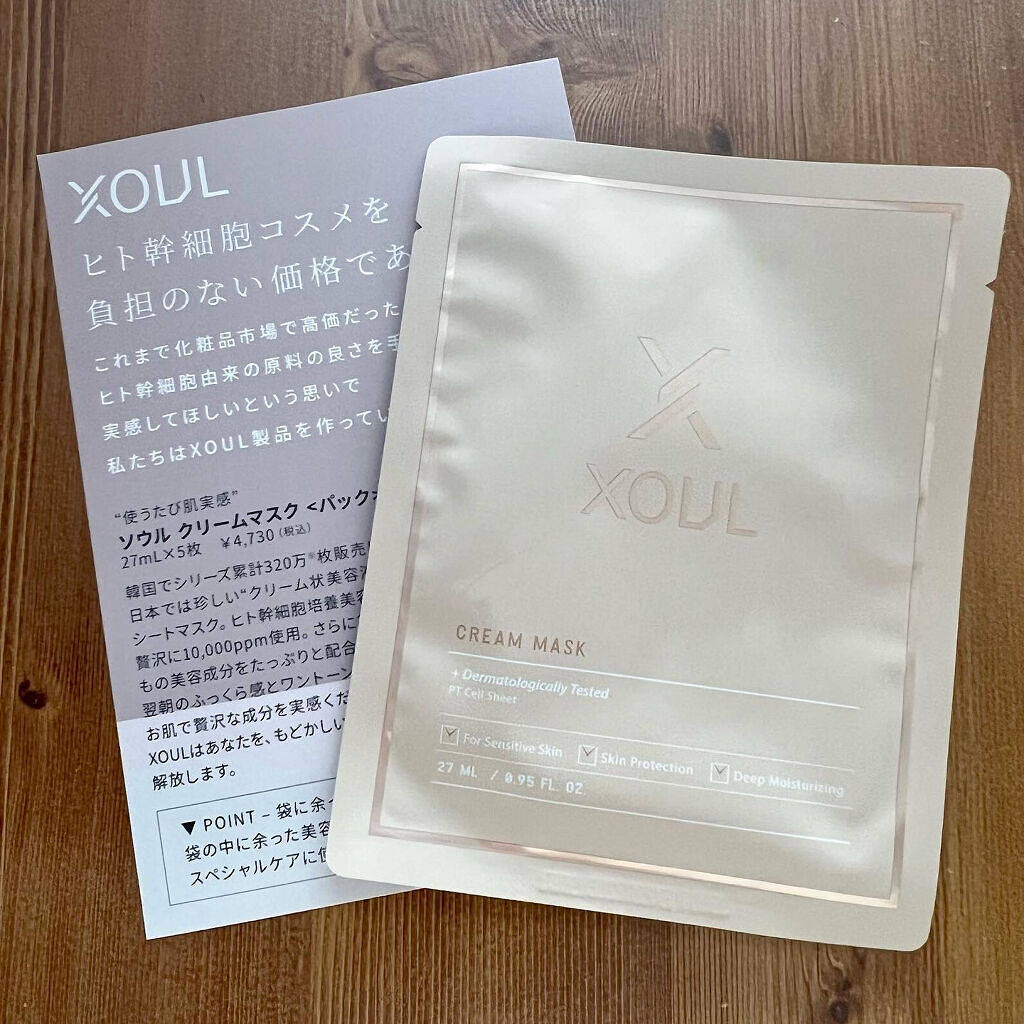 XOUL
ヒト幹細胞コスメを
負担のない価格であ
これまで化粧品市場で高価だった
ヒト幹細胞由来の原料の良さを手
実感してほしいという思いで
私たちはXOUL製品を作ってい
“使うたび肌実感”
ソウル クリームマスク <パック>
27mL×5枚 ¥4,730(税込)
韓国でシリーズ累計320万※枚販売
日本では珍しい“クリーム状美容液
シートマスク。ヒト幹細胞培養美容
贅沢に10,000ppm使用。さらに
もの美容成分をたっぷりと配合
翌朝のふっくら感とワントーン
お肌で贅沢な成分を実感くだ
XOULはあなたを、もどかしい
解放します。
▼ POINT – 袋に余っ
袋の中に余った美容
スペシャルケアに使
XOUL
CREAM MASK
+ Dermatologically Tested
PT Cell Sheet
For Sensitive Skin
Skin Protection
Deep Moisturizing
27 ML / 0.95 FL. OZ